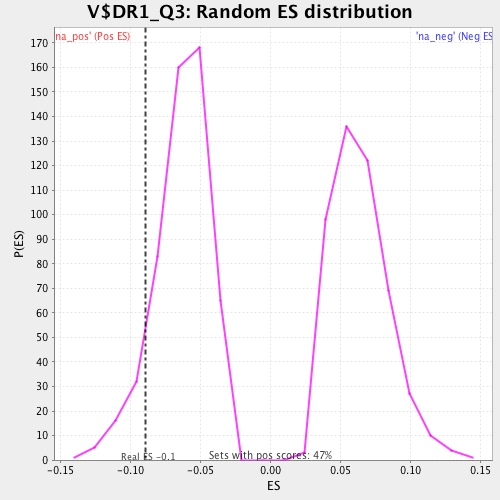 V$DR1_Q3: Random ES distribution
na_pos' (Pos ES)
'na_neg' (Neg ES
170
160
150
140
130
120
110
100
90
80
70
60
50
40
30
20
10
0
P(ES)
Real ES -0.1
Sets with pos scores: 47%
-0.15 -0.10 -0.05 0.00 0.05 0.10 0.15
ES